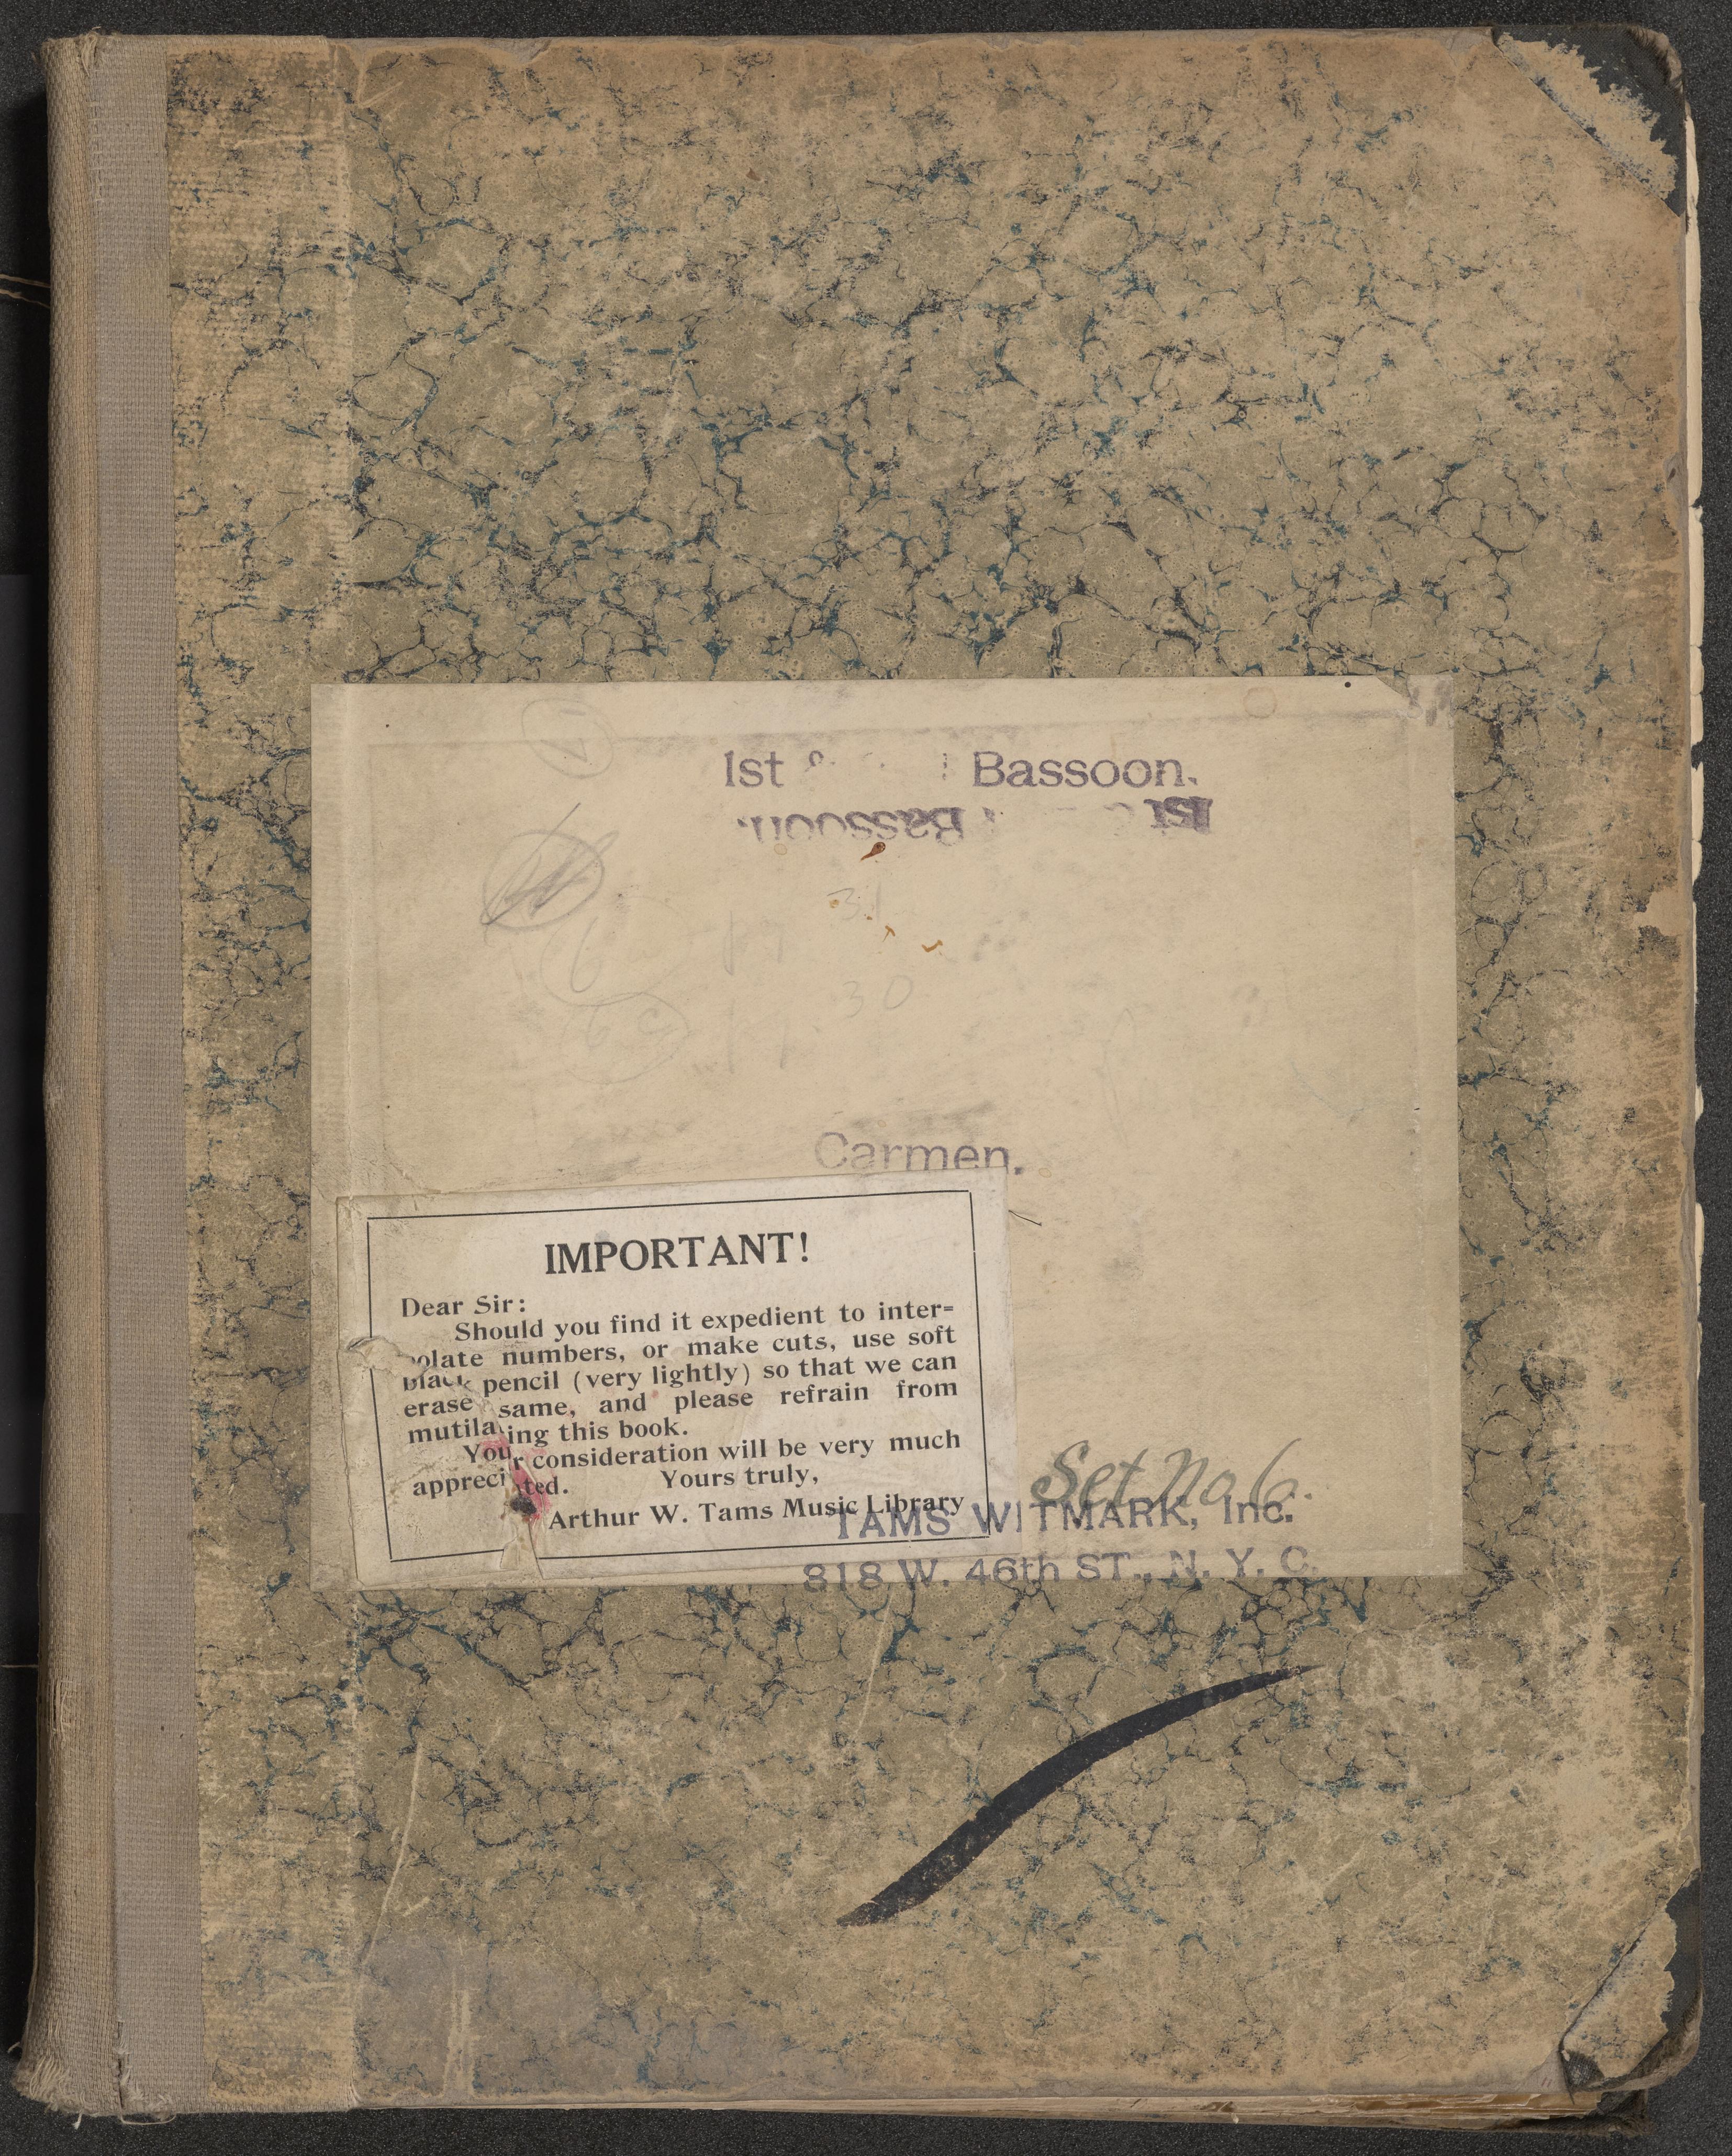 1st & Bassoon.
1st Bassoon.
31
30
Carmen.
IMPORTANT!
Dear Sir:
Should you find it expedient to inter=
polate numbers, or make cuts, use soft
black pencil (very lightly) so that we can
erase same, and please refrain from
mutilating this book.
Your consideration will be very much
appreciated. Yours truly,
Arthur W. Tams Music Library
Set No 6.
TAMS WITMARK, Inc.
318 W. 46th ST., N. Y. C.